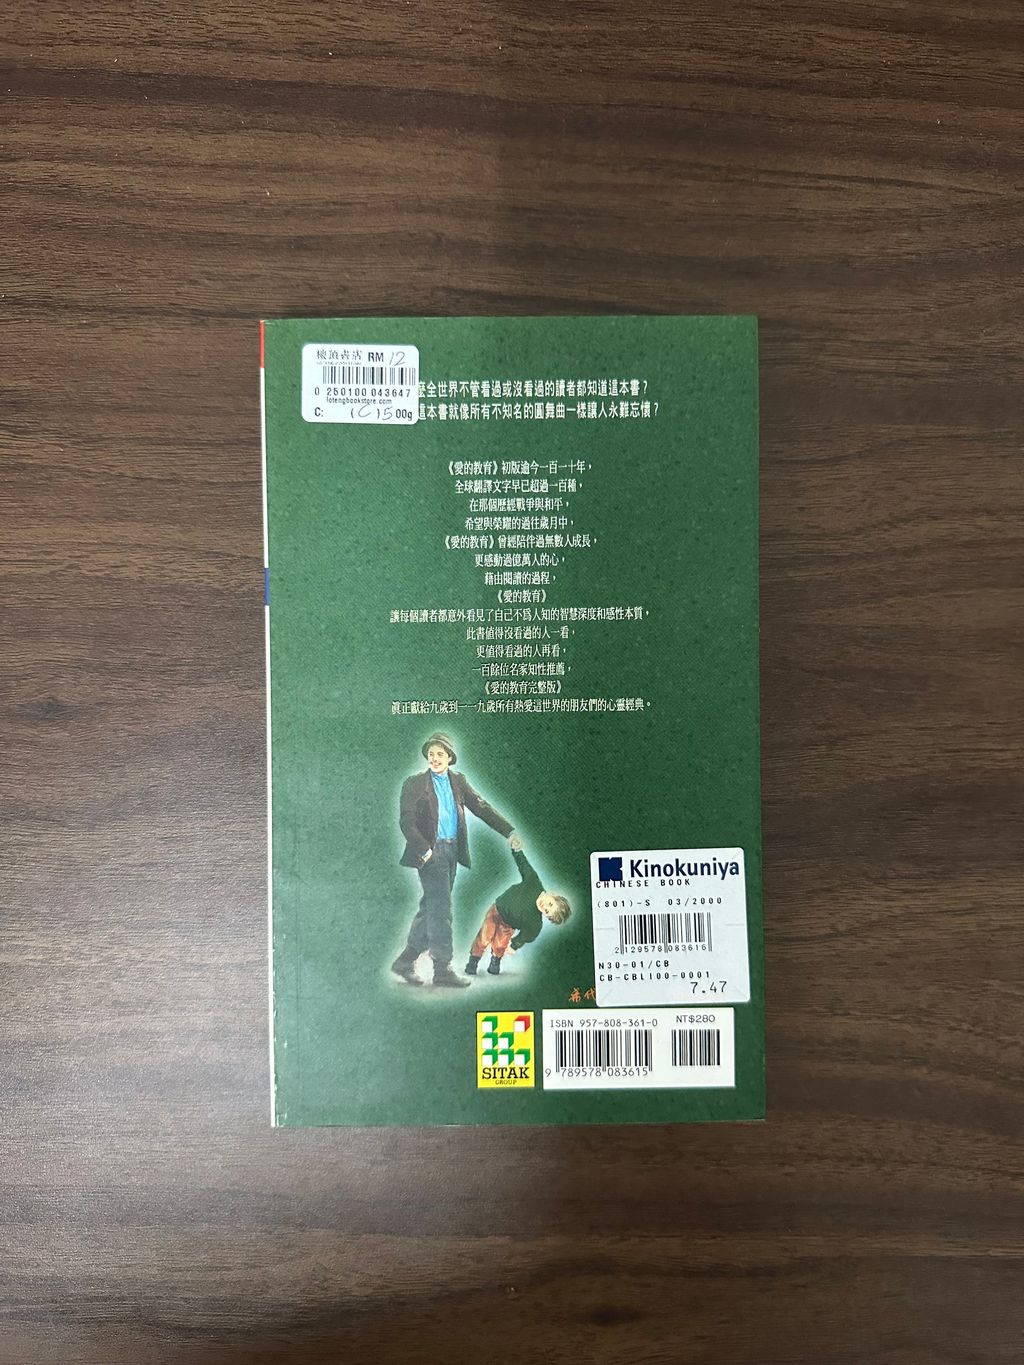 樓頂書店 RM 12
0 250100 043647
lotengbookstore.com
C: (C)500g
麼全世界不管看過或沒看過的讀者都知道這本書?
這本書就像所有不知名的圓舞曲一樣讓人永難忘懷?
《愛的教育》初版逾今一百一十年,
全球翻譯文字早已超過一百種,
在那個歷經戰爭與和平,
希望與榮耀的過往歲月中,
《愛的教育》曾經陪伴過無數人成長,
更感動過億萬人的心,
藉由閱讀的過程,
《愛的教育》
讓每個讀者都意外看見了自己不爲人知的智慧深度和感性本質,
此書值得沒看過的人一看,
更值得看過的人再看,
一百餘位名家知性推薦,
《愛的教育完整版》
眞正獻給九歲到一一九歲所有熱愛這世界的朋友們的心靈經典。
Kinokuniya
CHINESE BOOK
(801)-S 03/2000
2 129578 083616
N30-01/CB
CB-CBLI00-0001
7.47
希代
SITAK
GROUP
ISBN 957-808-361-0 NT$280
9 789578 083615